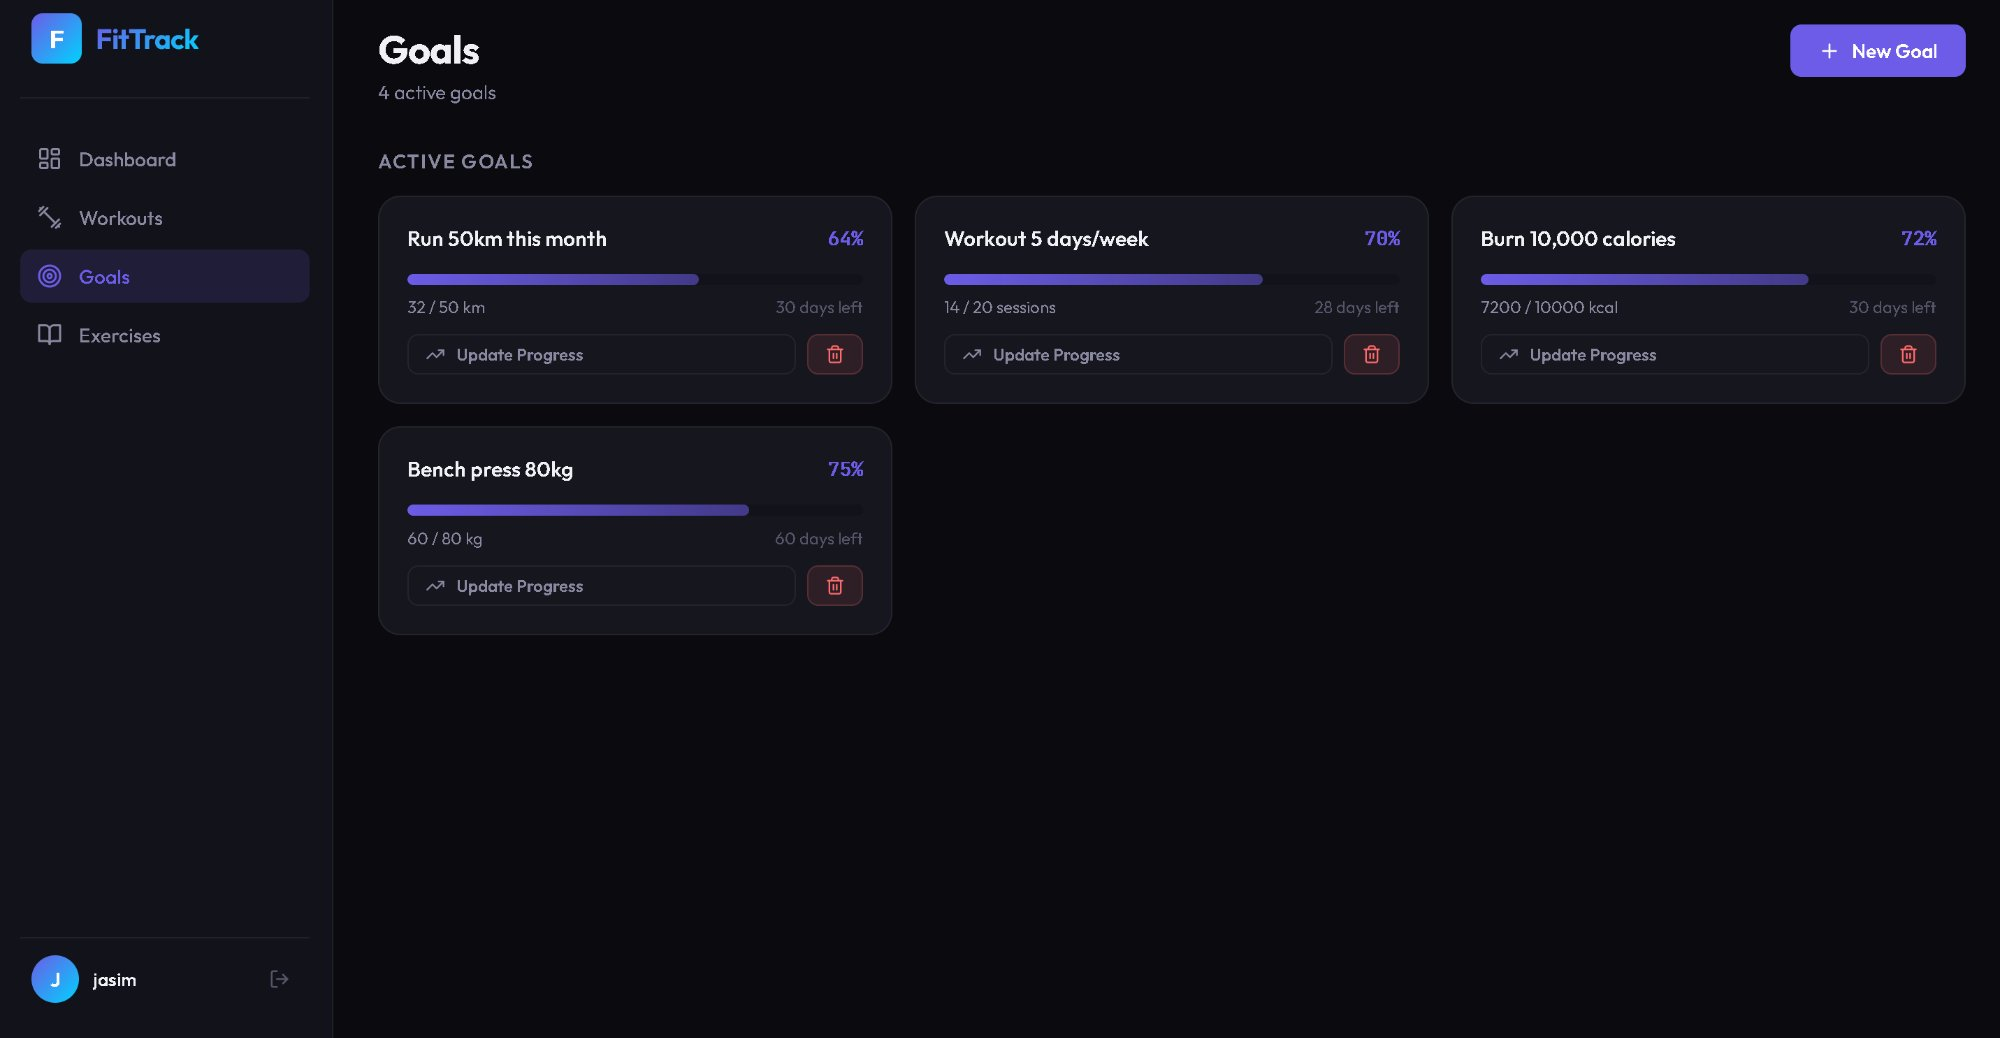 F
FitTrack
Dashboard
Workouts
Goals
Exercises
J
jasim
Goals
4 active goals
New Goal
ACTIVE GOALS
Run 50km this month
64%
32 / 50 km
30 days left
Update Progress
Workout 5 days/week
70%
14 / 20 sessions
28 days left
Update Progress
Burn 10,000 calories
72%
7200 / 10000 kcal
30 days left
Update Progress
Bench press 80kg
75%
60 / 80 kg
60 days left
Update Progress